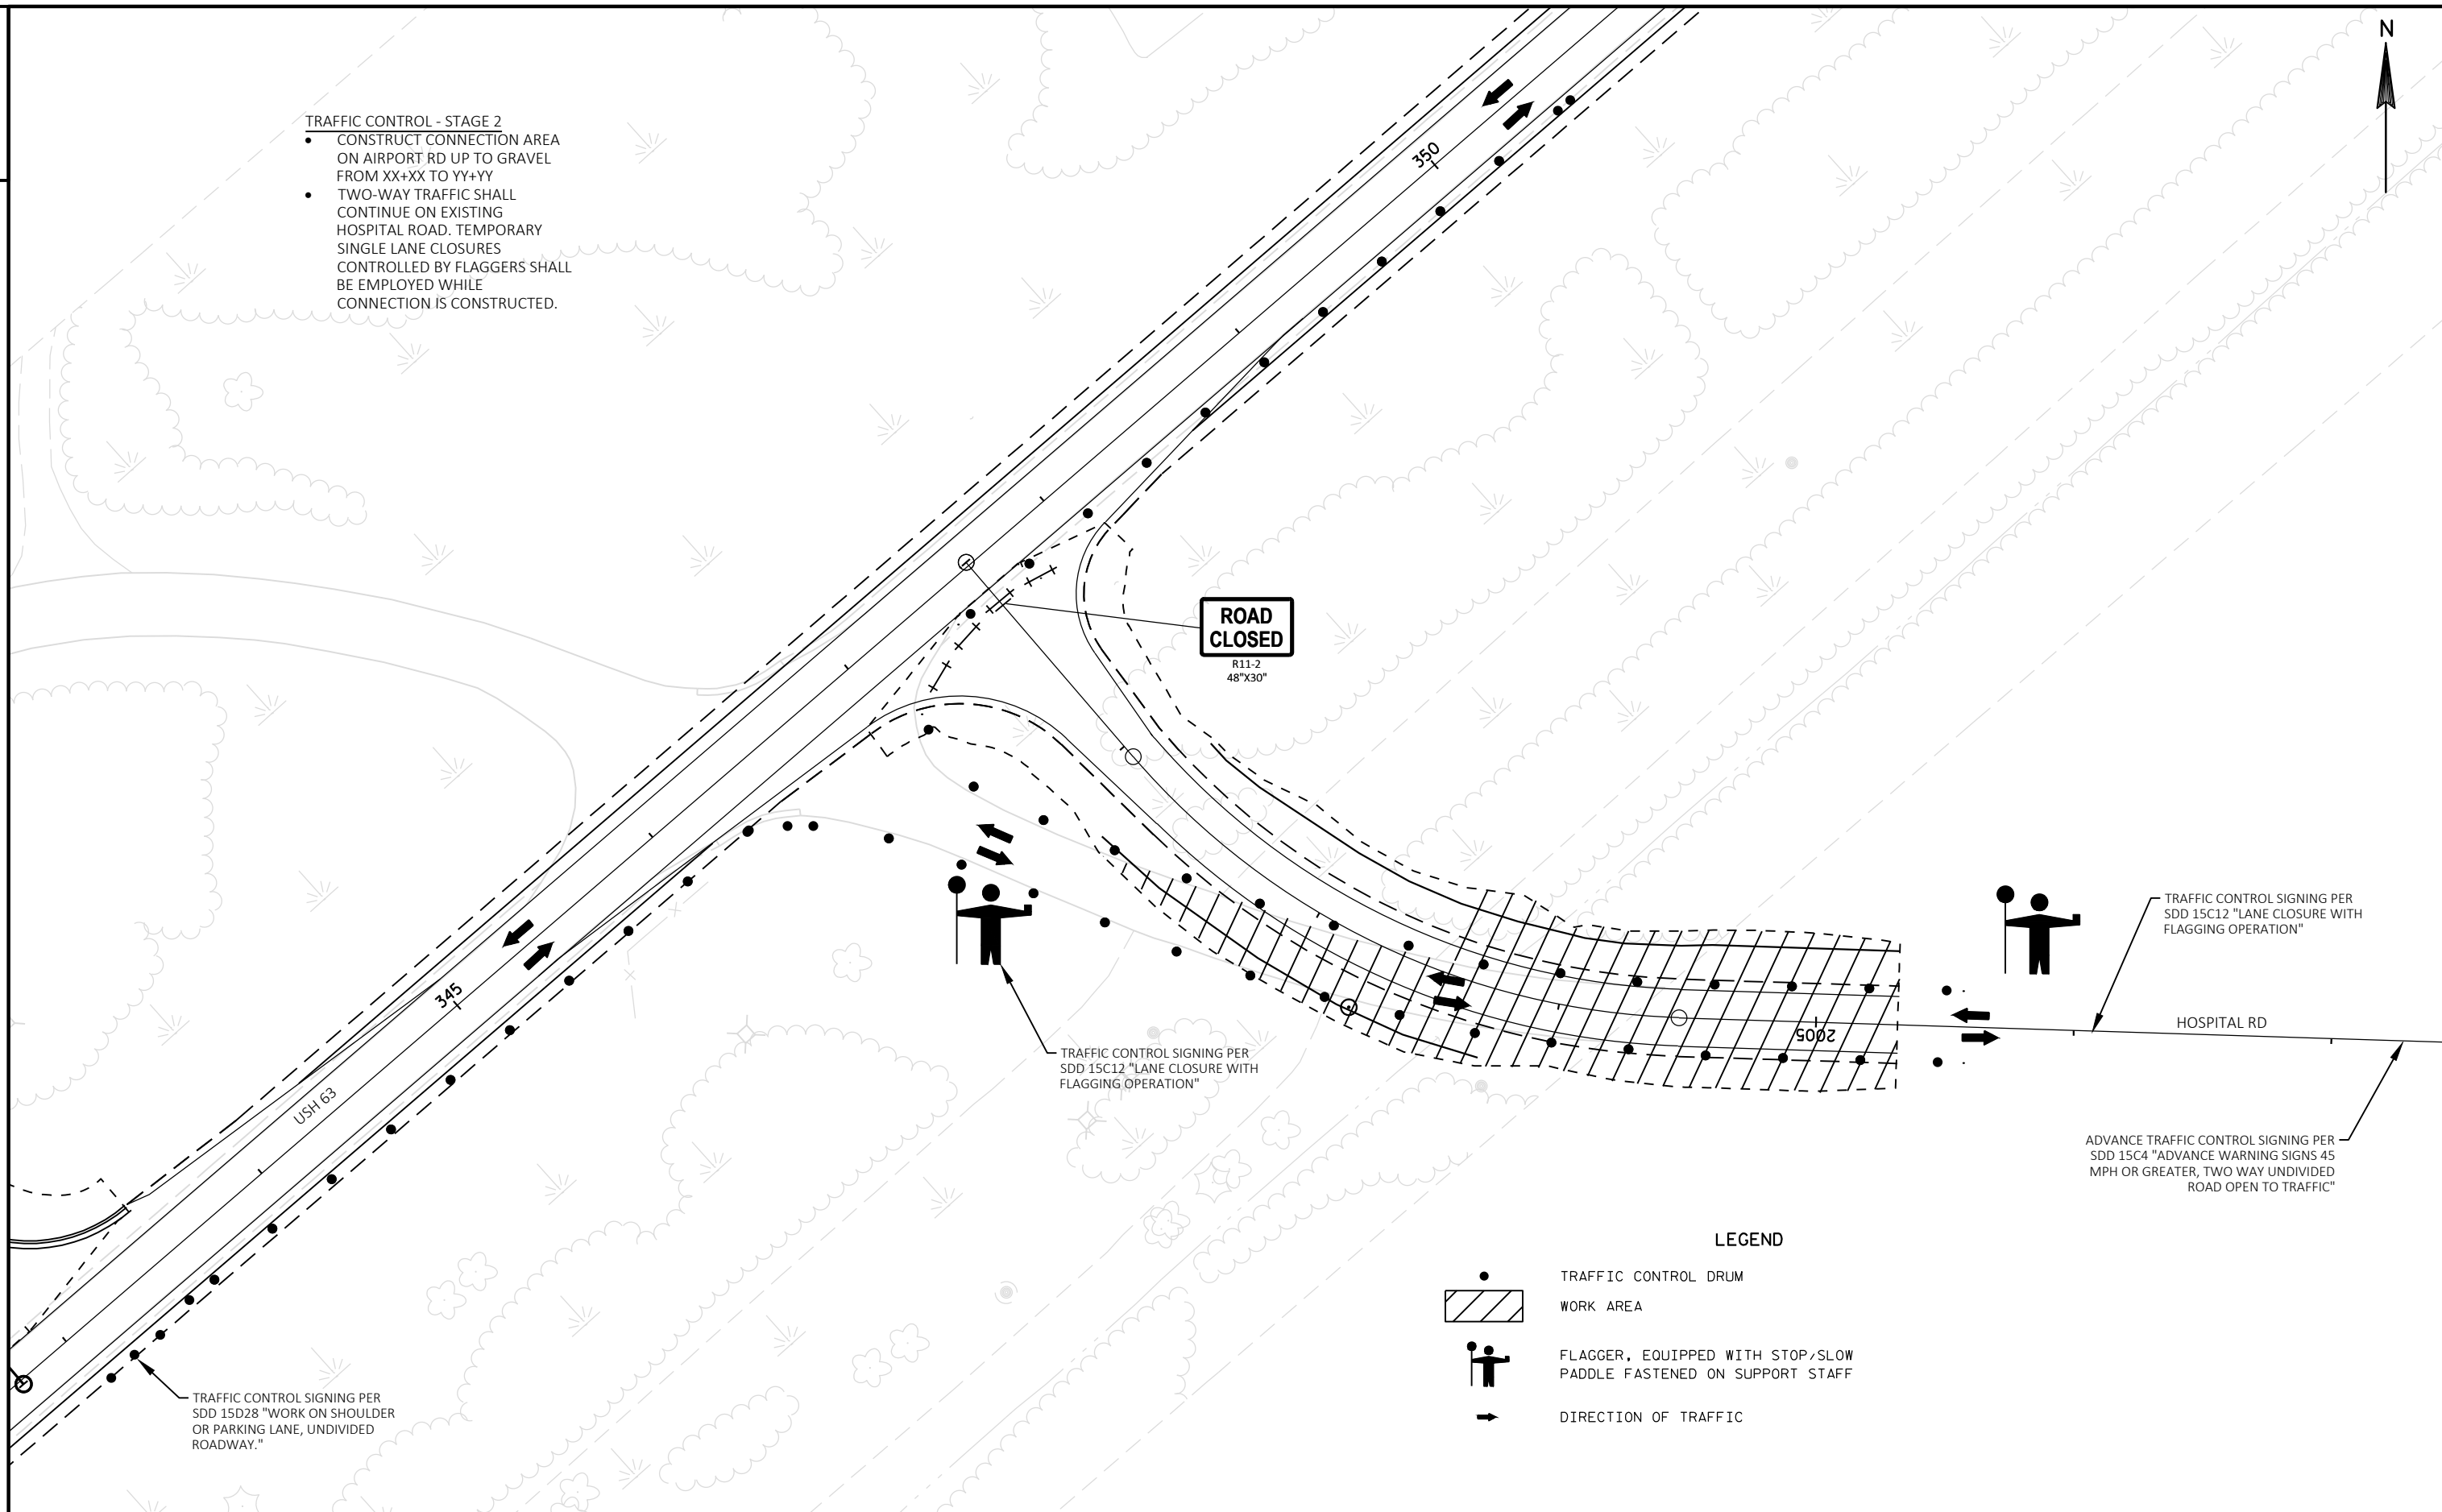 N
TRAFFIC CONTROL - STAGE 2
• CONSTRUCT CONNECTION AREA
ON AIRPORT RD UP TO GRAVEL
FROM XX+XX TO YY+YY
• TWO-WAY TRAFFIC SHALL
CONTINUE ON EXISTING
HOSPITAL ROAD. TEMPORARY
SINGLE LANE CLOSURES
CONTROLLED BY FLAGGERS SHALL
BE EMPLOYED WHILE
CONNECTION IS CONSTRUCTED.
350
ROAD
CLOSED
R11-2
48"X30"
TRAFFIC CONTROL SIGNING PER
SDD 15C12 "LANE CLOSURE WITH
FLAGGING OPERATION"
345
HOSPITAL RD
2005
TRAFFIC CONTROL SIGNING PER
SDD 15C12 "LANE CLOSURE WITH
FLAGGING OPERATION"
USH 63
ADVANCE TRAFFIC CONTROL SIGNING PER
SDD 15C4 "ADVANCE WARNING SIGNS 45
MPH OR GREATER, TWO WAY UNDIVIDED
ROAD OPEN TO TRAFFIC"
LEGEND
TRAFFIC CONTROL DRUM
WORK AREA
FLAGGER, EQUIPPED WITH STOP/SLOW
PADDLE FASTENED ON SUPPORT STAFF
DIRECTION OF TRAFFIC
TRAFFIC CONTROL SIGNING PER
SDD 15D28 "WORK ON SHOULDER
OR PARKING LANE, UNDIVIDED
ROADWAY."